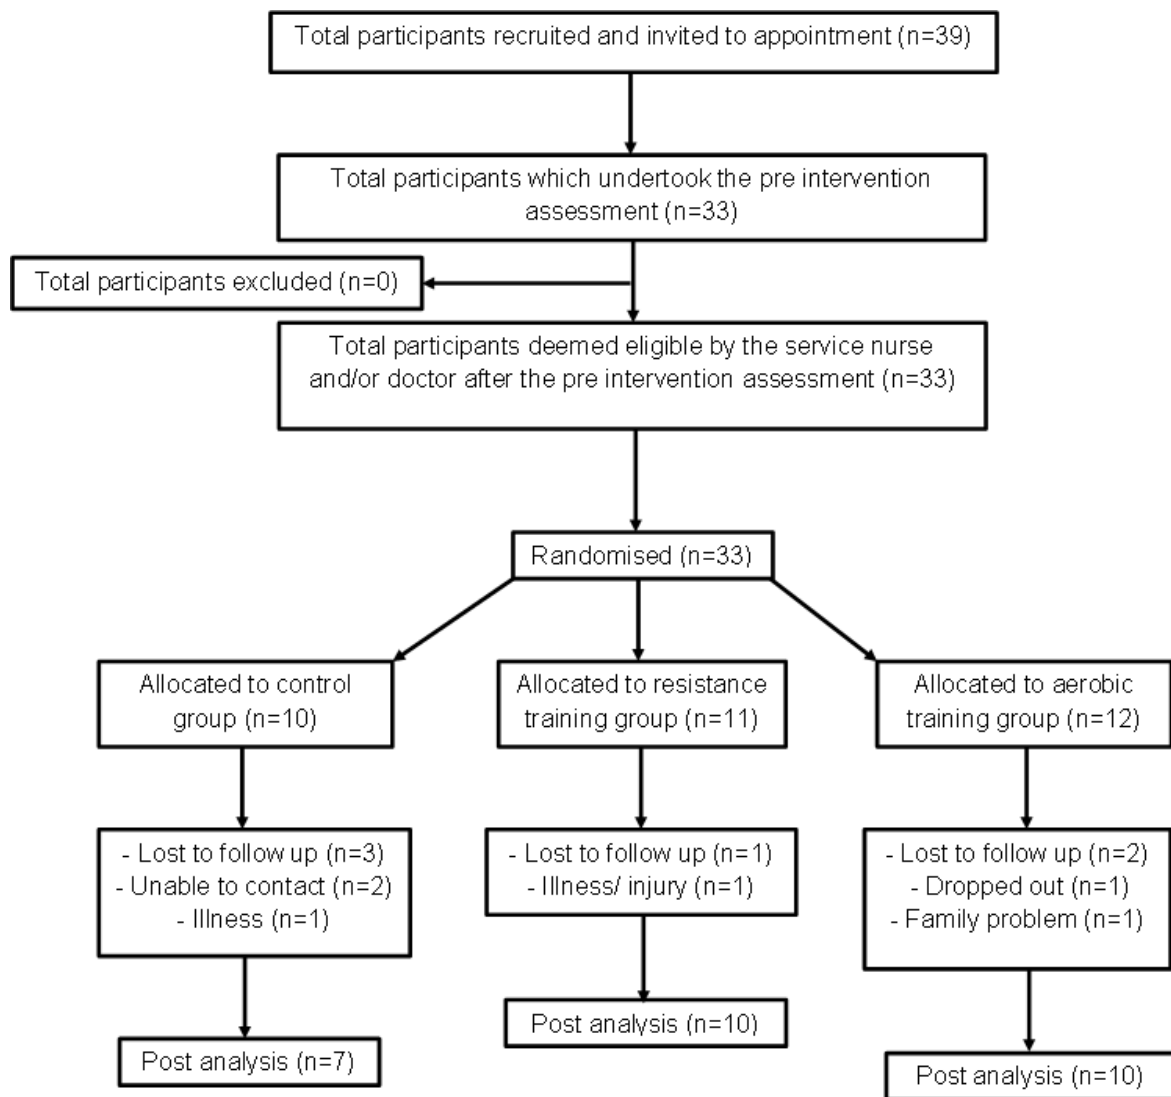 Total participants recruited and invited to appointment (n=39)
Total participants which undertook the pre intervention
assessment (n=33)
Total participants excluded (n=0)
Total participants deemed eligible by the service nurse
and/or doctor after the pre intervention assessment (n=33)
Randomised (n=33)
Allocated to control
group (n=10)
Allocated to resistance
training group (n=11)
Allocated to aerobic
training group (n=12)
- Lost to follow up (n=3)
- Unable to contact (n=2)
- Illness (n=1)
- Lost to follow up (n=1)
- Illness/ injury (n=1)
- Lost to follow up (n=2)
- Dropped out (n=1)
- Family problem (n=1)
Post analysis (n=7)
Post analysis (n=10)
Post analysis (n=10)